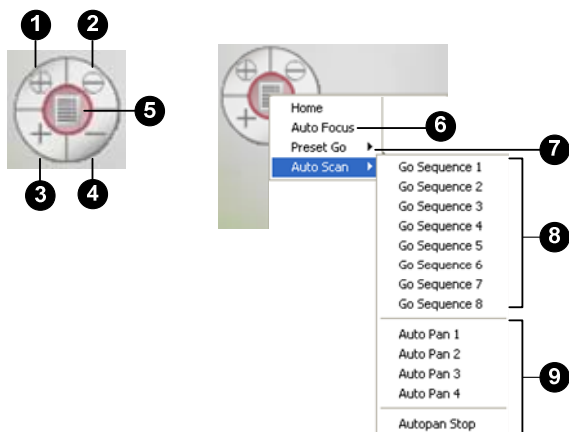 1
2
3
4
5
Home
Auto Focus
Preset Go
Auto Scan
6
7
Go Sequence 1
Go Sequence 2
Go Sequence 3
Go Sequence 4
Go Sequence 5
Go Sequence 6
Go Sequence 7
Go Sequence 8
8
Auto Pan 1
Auto Pan 2
Auto Pan 3
Auto Pan 4
Autopan Stop
9